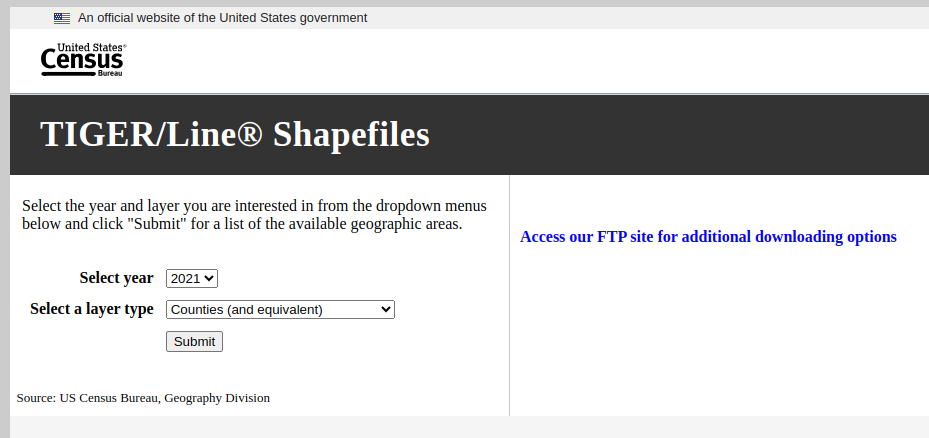 An official website of the United States government
United States®
Census
Bureau
TIGER/Line® Shapefiles
Select the year and layer you are interested in from the dropdown menus
below and click "Submit" for a list of the available geographic areas.
Select year 2021
Select a layer type Counties (and equivalent)
Submit
Source: US Census Bureau, Geography Division
Access our FTP site for additional downloading options